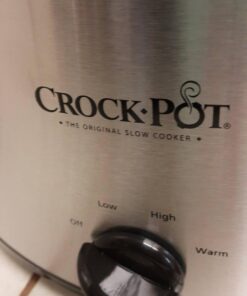 CROCK·POT®
• THE ORIGINAL SLOW COOKER •
Low High
Off Warm